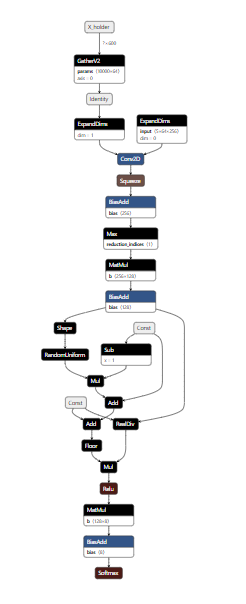 X_holder
?×600
GatherV2
params ⟨10000×64⟩
axis = 0
Identity
ExpandDims
dim = 1
ExpandDims
input ⟨5×64×256⟩
dim = 0
Conv2D
Squeeze
BiasAdd
bias ⟨256⟩
Max
reduction_indices ⟨1⟩
MatMul
b ⟨256×128⟩
BiasAdd
bias ⟨128⟩
Shape
Const
RandomUniform
Sub
x = 1
Mul
Const
Add
Add
RealDiv
Floor
Mul
Relu
MatMul
b ⟨128×8⟩
BiasAdd
bias ⟨8⟩
Softmax